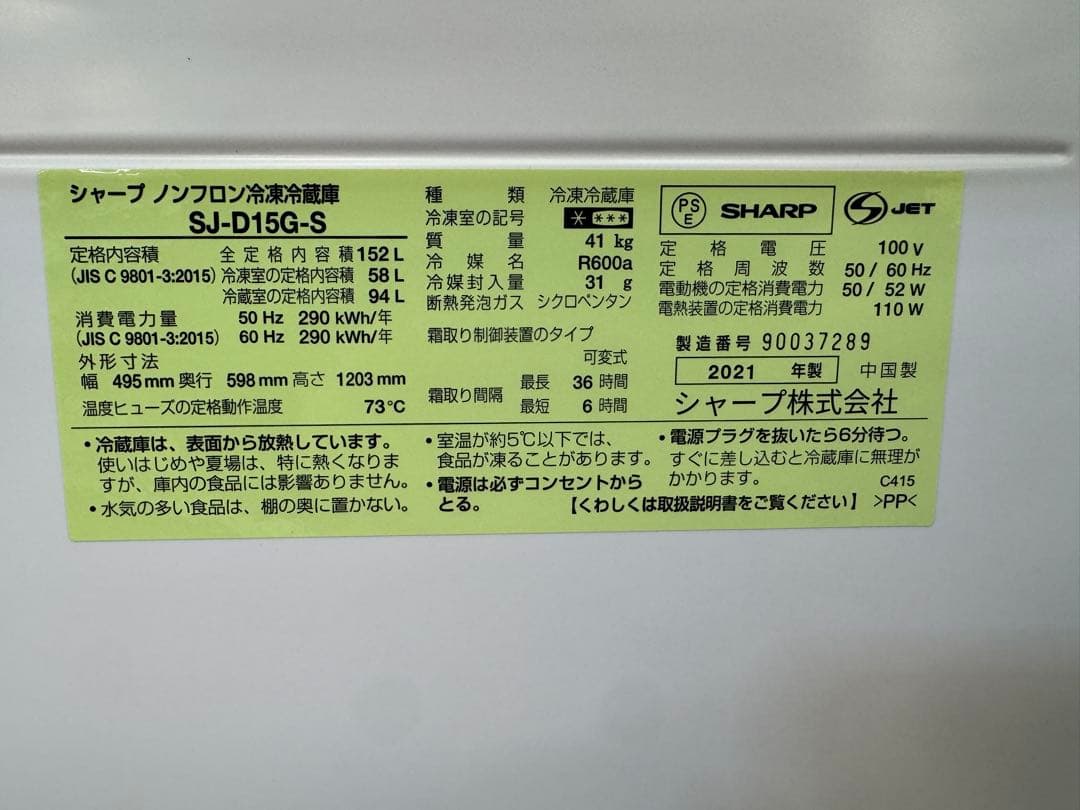 シャープ ノンフロン冷凍冷蔵庫
SJ-D15G-S
定格内容積 全定格内容積 152 L
(JIS C 9801-3:2015) 冷凍室の定格内容積 58 L
冷蔵室の定格内容積 94 L
消費電力量 50 Hz 290 kWh/年
(JIS C 9801-3:2015) 60 Hz 290 kWh/年
外形寸法
幅 495 mm 奥行 598 mm 高さ 1203 mm
温度ヒューズの定格動作温度 73℃
種類 冷凍冷蔵庫
冷凍室の記号 * ***
質量 41 kg
冷媒名 R600a
冷媒封入量 31 g
断熱発泡ガス シクロペンタン
霜取り制御装置のタイプ
可変式
霜取り間隔 最長 36 時間
最短 6 時間
PSE SHARP S JET
定格電圧 100 V
定格周波数 50 / 60 Hz
電動機の定格消費電力 50 / 52 W
電熱装置の定格消費電力 110 W
製造番号 90037289
2021 年製 中国製
シャープ株式会社
・冷蔵庫は、表面から放熱しています。
使いはじめや夏場は、特に熱くなりま
すが、庫内の食品には影響ありません。
・水気の多い食品は、棚の奥に置かない。
・室温が約5℃以下では、
食品が凍ることがあります。
・電源は必ずコンセントから
とる。
・電源プラグを抜いたら6分待つ。
すぐに差し込むと冷蔵庫に無理が
かかります。 C415
【くわしくは取扱説明書をご覧ください】 >PP<